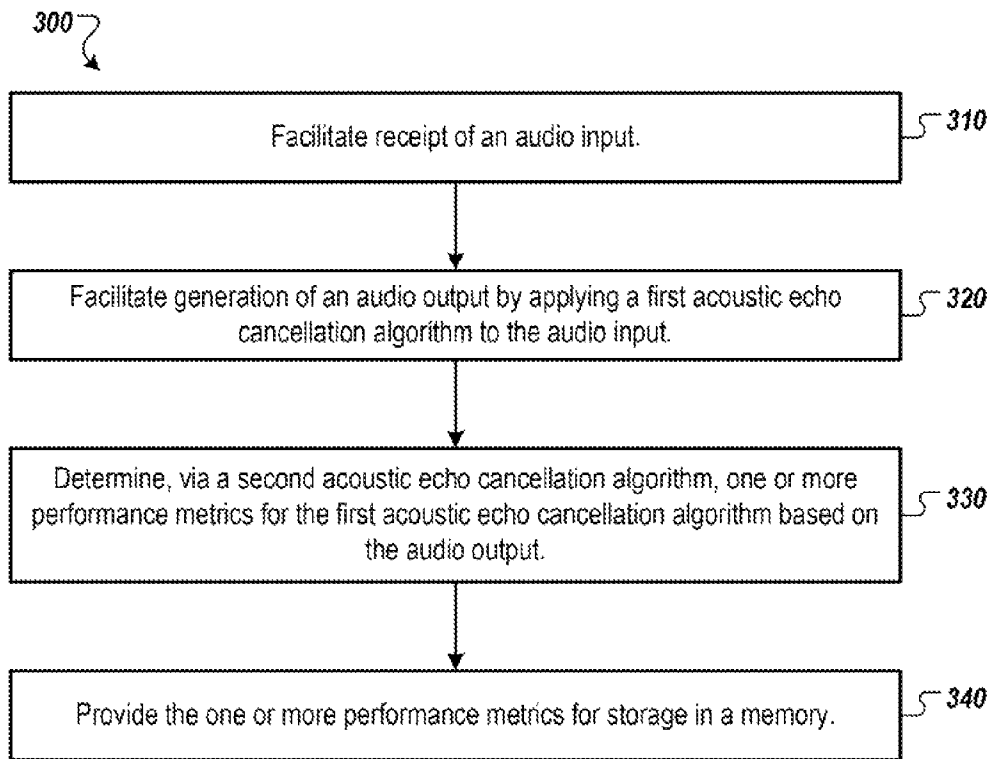 300
Facilitate receipt of an audio input.
310
Facilitate generation of an audio output by applying a first acoustic echo
cancellation algorithm to the audio input.
320
Determine, via a second acoustic echo cancellation algorithm, one or more
performance metrics for the first acoustic echo cancellation algorithm based on
the audio output.
330
Provide the one or more performance metrics for storage in a memory.
340